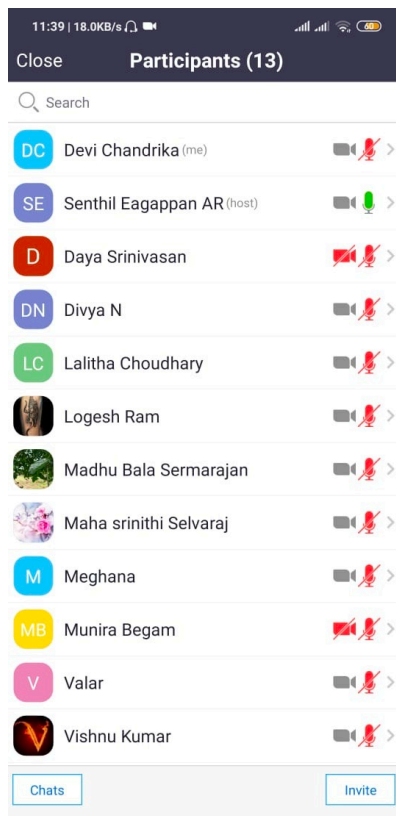 11:39 | 18.0KB/s 60
Close Participants (13)
Search
DC Devi Chandrika (me)
SE Senthil Eagappan AR (host)
D Daya Srinivasan
DN Divya N
LC Lalitha Choudhary
Logesh Ram
Madhu Bala Sermarajan
Maha srinithi Selvaraj
M Meghana
MB Munira Begam
V Valar
V Vishnu Kumar
Chats Invite